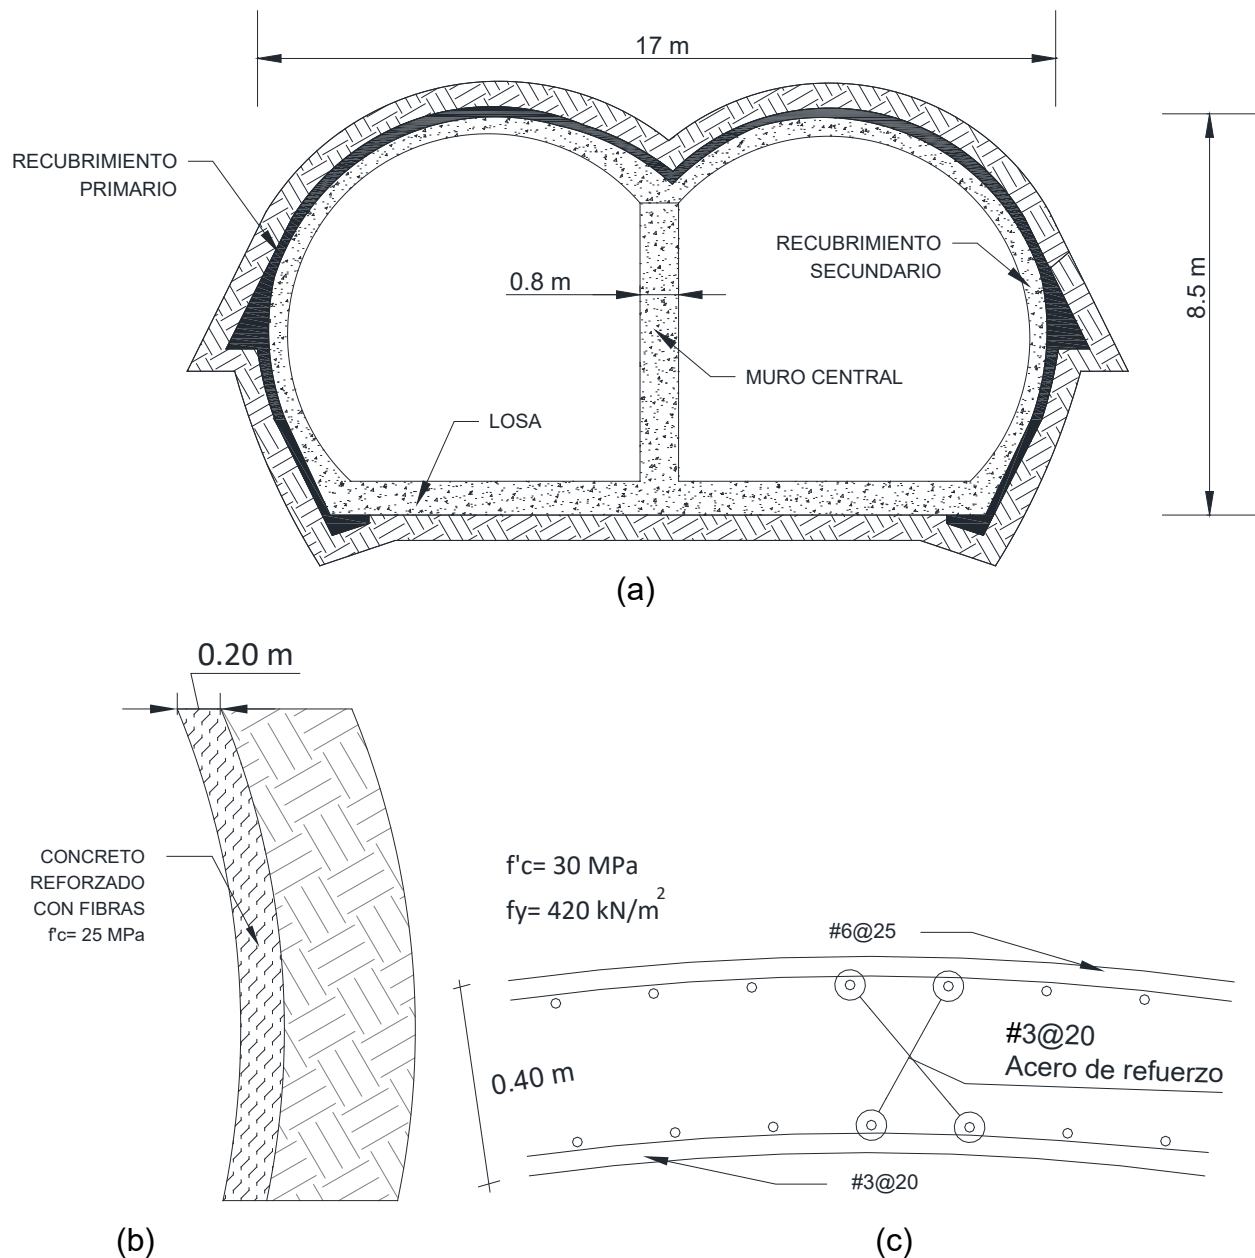 17 m
RECUBRIMIENTO
PRIMARIO
RECUBRIMIENTO
SECUNDARIO
0.8 m
8.5 m
MURO CENTRAL
LOSA
(a)
0.20 m
CONCRETO
REFORZADO
CON FIBRAS
f'c= 25 MPa
f'c= 30 MPa
fy= 420 kN/m²
#6@25
#3@20
Acero de refuerzo
0.40 m
#3@20
(b)
(c)